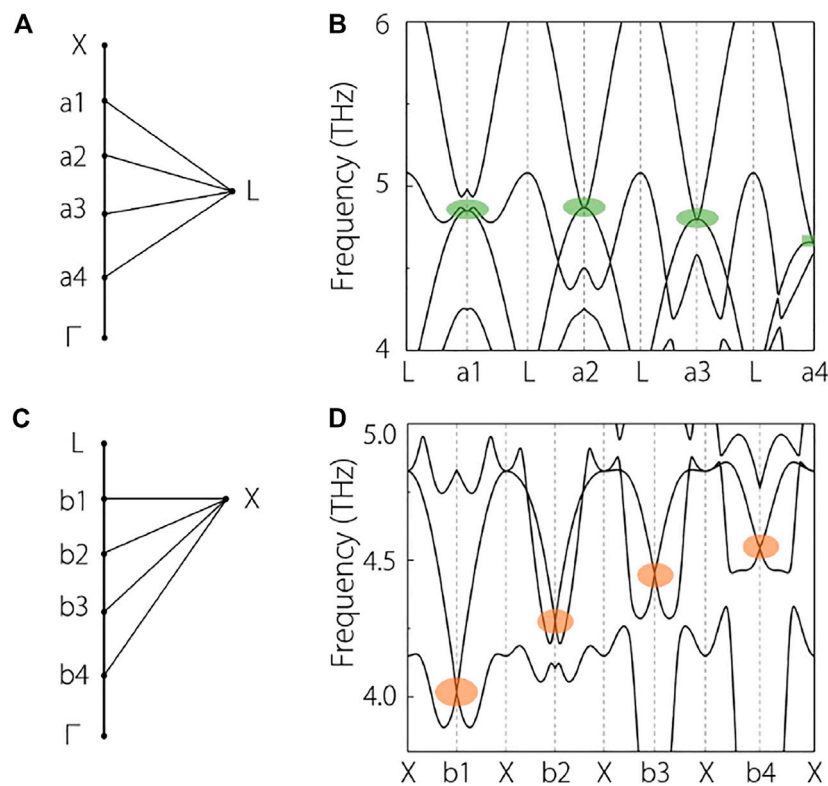 A
X
a1
a2
a3
a4
Γ
L
B
Frequency (THz)
6
5
4
L a1 L a2 L a3 L a4
C
L
b1
b2
b3
b4
Γ
X
D
Frequency (THz)
5.0
4.5
4.0
X b1 X b2 X b3 X b4 X